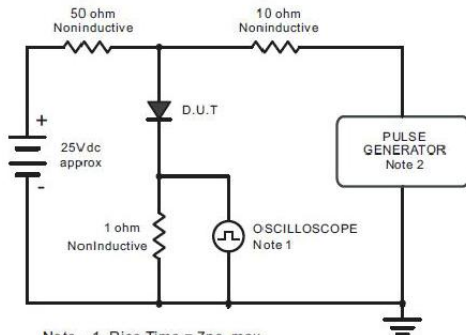 50 ohm
Noninductive
10 ohm
Noninductive
D.U.T
+
25Vdc
approx
-
PULSE
GENERATOR
Note 2
1 ohm
NonInductive
OSCILLOSCOPE
Note 1